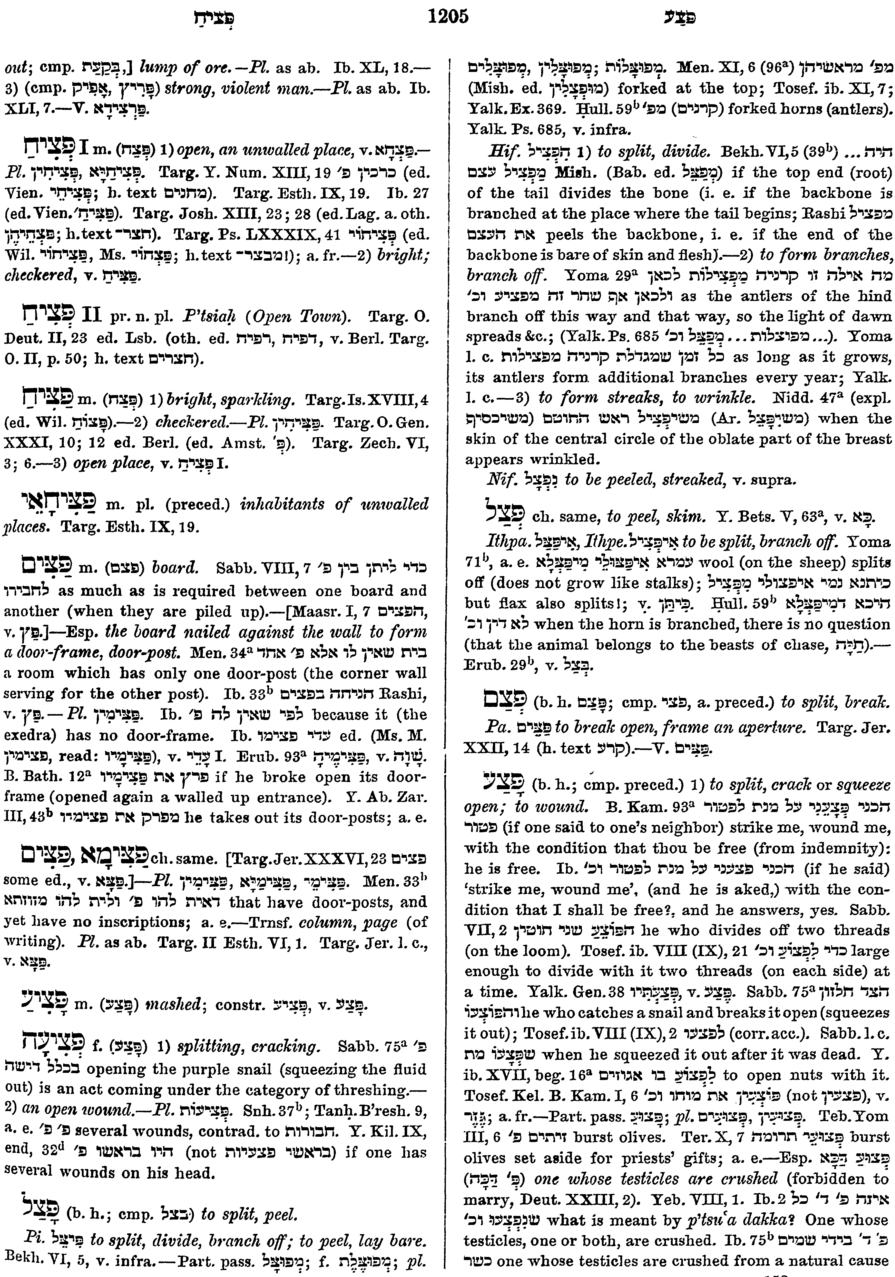 פְּצִיחַ 1205 פצע
out; cmp. בִּקְעַת,] lump of ore.—Pl. as ab. Ib. XL, 18.—
3) (cmp. פָּרִיץ, אַפִּיק) strong, violent man.—Pl. as ab. Ib.
XLI, 7.—V. פַּרְצִידָא.
פְּצִיחַ I m. (פְּצַח) 1) open, an unwalled place, v. פַּצְחָא.—
Pl. פְּצִיחִין, פְּצִיחַיָּא. Targ. Y. Num. XIII, 19 כרכין פ׳ (ed.
Vien. פְּצִיחֵי; h. text מחנים). Targ. Esth. IX, 19. Ib. 27
(ed. Vien. פְּצִיחַ׳). Targ. Josh. XIII, 23; 28 (ed. Lag. a. oth.
פַּצְחֵיהֶן; h. text חצר־). Targ. Ps. LXXXIX, 41 פְּצִיחוֹי (ed.
Wil. פְּצִיחוֹי, Ms. פְּצָחוֹי; h. text מבצר־!); a. fr.—2) bright;
checkered, v. פַּצִּיחַ.
פְּצִיחַ II pr. n. pl. P'tsiaḥ (Open Town). Targ. O.
Deut. II, 23 ed. Lsb. (oth. ed. רפיח, דפיח, v. Berl. Targ.
O. II, p. 50; h. text חצרים).
פַּצִּיחַ m. (פְּצַח) 1) bright, sparkling. Targ. Is. XVIII, 4
(ed. Wil. פָּצוֹחַ).—2) checkered.—Pl. פַּצִּיחִין. Targ. O. Gen.
XXXI, 10; 12 ed. Berl. (ed. Amst. פְּ׳). Targ. Zech. VI,
3; 6.—3) open place, v. פְּצִיחַ I.
פְּצִיחָאֵי m. pl. (preced.) inhabitants of unwalled
places. Targ. Esth. IX, 19.
פַּצִּים m. (פצם) board. Sabb. VIII, 7 כדי ליתן בין פ׳
לחבירו as much as is required between one board and
another (when they are piled up).—[Maasr. I, 7 הפצים,
v. פַּץ.]—Esp. the board nailed against the wall to form
a door-frame, door-post. Men. 34ᵃ בית שאין לו אלא פ׳ אחד
a room which has only one door-post (the corner wall
serving for the other post). Ib. 33ᵇ הניחה בפצים Rashi,
v. פַּץ.—Pl. פַּצִּימִין. Ib. לפי שאין לה פ׳ because it (the
exedra) has no door-frame. Ib. עדי פצימו ed. (Ms. M.
פצימין, read: פַּצִּימָיו), v. עֲדֵי I. Erub. 93ᵃ פַּצִּימֶיהָ, v. שָׁוֶה.
B. Bath. 12ᵃ פרץ את פַּצִּימָיו if he broke open its door-
frame (opened again a walled up entrance). Y. Ab. Zar.
III, 43ᵇ מפרק את פצימיו he takes out its door-posts; a. e.
פַּצִּימָא, פַּצִּים ch. same. [Targ. Jer. XXXVI, 23 פצים
some ed., v. פַּצָּא.]—Pl. פַּצִּימִין, פַּצִּימַיָּא, פַּצִּימֵי. Men. 33ᵇ
דאית להו פ׳ ולית להו מזוזתא that have door-posts, and
yet have no inscriptions; a. e.—Trnsf. column, page (of
writing). Pl. as ab. Targ. II Esth. VI, 1. Targ. Jer. l. c.,
v. פַּצָּא.
פָּצִיעַ m. (פצע) mashed; constr. פְּצִיעַ, v. פָּצַע.
פְּצִיעָה f. (פָּצַע) 1) splitting, cracking. Sabb. 75ᵃ פ׳
בכלל דישה opening the purple snail (squeezing the fluid
out) is an act coming under the category of threshing.—
2) an open wound.—Pl. פְּצִיעוֹת. Snh. 37ᵇ; Tanḥ. B'resh. 9,
a. e. פ׳ פ׳ several wounds, contrad. to חבורות. Y. Kil. IX,
end, 32ᵈ היו בראשו פ׳ (not בראשי פצעיות) if one has
several wounds on his head.
פָּצַל (b. h.; cmp. בצל) to split, peel.
Pi. פִּיצֵּל to split, divide, branch off; to peel, lay bare.
Bekh. VI, 5, v. infra.—Part. pass. מְפוּצָּל; f. מְפוּצֶּלֶת; pl.
מְפוּצָּלִים, מְפוּצָּלִין; מְפוּצָּלוֹת. Men. XI, 6 (96ᵃ) מפ׳ מראשיהן
(Mish. ed. מוּפְצָלִין) forked at the top; Tosef. ib. XI, 7;
Yalk. Ex. 369. Ḥull. 59ᵇ מפ׳ (קרנים) forked horns (antlers).
Yalk. Ps. 685, v. infra.
Hif. הִפְצִיל 1) to split, divide. Bekh. VI, 5 (39ᵇ) היה ...
מַפְצִיל עצם Mish. (Bab. ed. מְפַצֵּל) if the top end (root)
of the tail divides the bone (i. e. if the backbone is
branched at the place where the tail begins; Rashi מפציל
את העצם peels the backbone, i. e. if the end of the
backbone is bare of skin and flesh).—2) to form branches,
branch off. Yoma 29ᵃ מה אילה זו קרניה מַפְצִילוֹת לכאן
ולכאן אף שחר זה מפציע וכ׳ as the antlers of the hind
branch off this way and that way, so the light of dawn
spreads &c.; (Yalk. Ps. 685 מפוצלות ... מְפַצֵּל וכ׳...). Yoma
l. c. כל זמן שמגדלת קרניה מפצילות as long as it grows,
its antlers form additional branches every year; Yalk.
l. c.—3) to form streaks, to wrinkle. Nidd. 47ᵃ (expl.
משיכסיף) משיפְצִיל ראש החוטם (Ar. משיְפַצֵּל) when the
skin of the central circle of the oblate part of the breast
appears wrinkled.
Nif. נִפְצָל to be peeled, streaked, v. supra.
פְּצַל ch. same, to peel, skim. Y. Bets. V, 63ᵃ, v. כָּא.
Ithpa. אִיפַּצַּל, Ithpe. אִיפְּצִיל to be split, branch off. Yoma
71ᵇ, a. e. עמרא אִיפַּצּוּלֵי מִיפַּצְּלָא wool (on the sheep) splits
off (does not grow like stalks); כיתנא נמי איפצולי מִפַּצֵּיל
but flax also splits!; v. כִּיתָּן. Ḥull. 59ᵇ היכא דמִיפַּצְּלָא
לא דין וכ׳ when the horn is branched, there is no question
(that the animal belongs to the beasts of chase, חַיָּה).—
Erub. 29ᵇ, v. בְּצַל.
פְּצַם (b. h. פָּצַם; cmp. פצי, a. preced.) to split, break.
Pa. פַּצִּים to break open, frame an aperture. Targ. Jer.
XXII, 14 (h. text קרע).—V. פַּצִּים.
פָּצַע (b. h.; cmp. preced.) 1) to split, crack or squeeze
open; to wound. B. Kam. 93ᵃ הכני פְּצָעֵנִי על מנת לפטור
פטור (if one said to one's neighbor) strike me, wound me,
with the condition that thou be free (from indemnity):
he is free. Ib. הכני פצעני על מנת לפטור וכ׳ (if he said)
'strike me, wound me', (and he is aked,) with the con-
dition that I shall be free?, and he answers, yes. Sabb.
VII, 2 הפוֹצֵעַ שני חוטין he who divides off two threads
(on the loom). Tosef. ib. VIII (IX), 21 כדי לִפְצוֹעַ וכ׳ large
enough to divide with it two threads (on each side) at
a time. Yalk. Gen. 38 פְּצַעְתִּיו, v. פֶּצַע. Sabb. 75ᵃ הצד חלזון
והפּוֹצְעוֹ he who catches a snail and breaks it open (squeezes
it out); Tosef. ib. VIII (IX), 2 לפצעו (corr. acc.). Sabb. l. c.
שפְּצָעוֹ מת when he squeezed it out after it was dead. Y.
ib. XVII, beg. 16ᵃ לִפְצוֹעַ בו אגוזים to open nuts with it.
Tosef. Kel. B. Kam. I, 6 פּוֹצְעִין את מוחו וכ׳ (not פצעין), v.
גְּזִיר; a. fr.—Part. pass. פָּצוּעַ; pl. פְּצוּעִים, פְּצוּעִין. Teb. Yom
III, 6 זיתים פ׳ burst olives. Ter. X, 7 פְּצוּעֵי תרומה burst
olives set aside for priests' gifts; a. e.—Esp. פְּצוּעַ דַּכָּא
(פ׳ דַּכָּה) one whose testicles are crushed (forbidden to
marry, Deut. XXIII, 2). Yeb. VIII, 1. Ib. 2 אינה פ׳ ד׳ כל
שנִּפְצְעוּ וכ׳ what is meant by p'tsuʿa dakka? One whose
testicles, one or both, are crushed. Ib. 75ᵇ פ׳ ד׳ בידי שמים
כשר one whose testicles are crushed from a natural cause